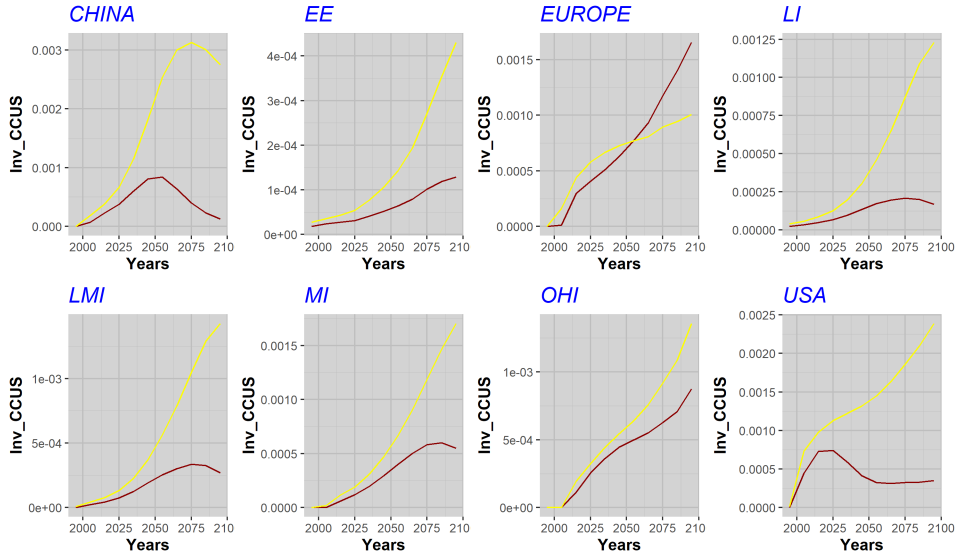 CHINA
Inv_CCUS
0.003
0.002
0.001
0.000
2000 2025 2050 2075 210
Years
EE
Inv_CCUS
4e-04
3e-04
2e-04
1e-04
0e+00
2000 2025 2050 2075 210
Years
EUROPE
Inv_CCUS
0.0015
0.0010
0.0005
0.0000
2000 2025 2050 2075 210
Years
LI
Inv_CCUS
0.00125
0.00100
0.00075
0.00050
0.00025
0.00000
2000 2025 2050 2075 210
Years
LMI
Inv_CCUS
1e-03
5e-04
0e+00
2000 2025 2050 2075 210
Years
MI
Inv_CCUS
0.0015
0.0010
0.0005
0.0000
2000 2025 2050 2075 210
Years
OHI
Inv_CCUS
1e-03
5e-04
0e+00
2000 2025 2050 2075 210
Years
USA
Inv_CCUS
0.0025
0.0020
0.0015
0.0010
0.0005
0.0000
2000 2025 2050 2075 210
Years